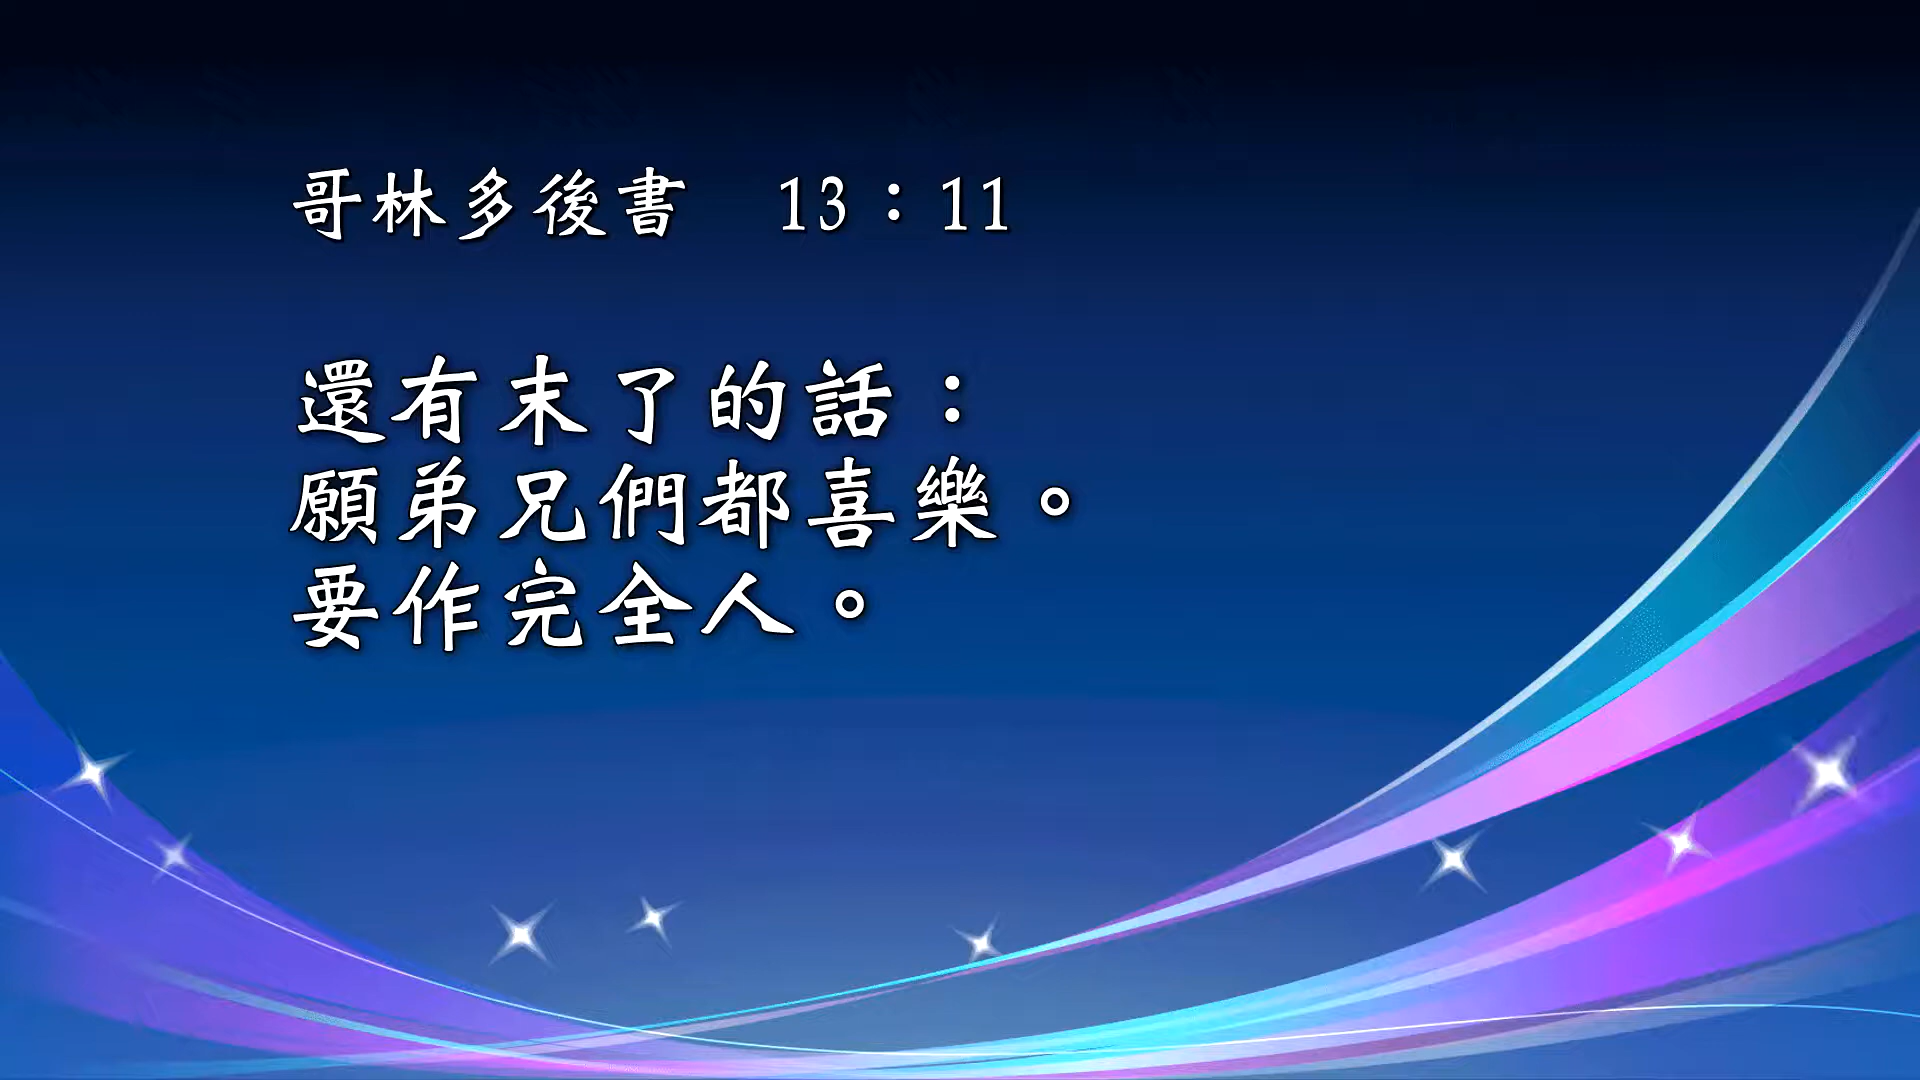 哥林多後書　13：11
還有末了的話：
願弟兄們都喜樂。
要作完全人。